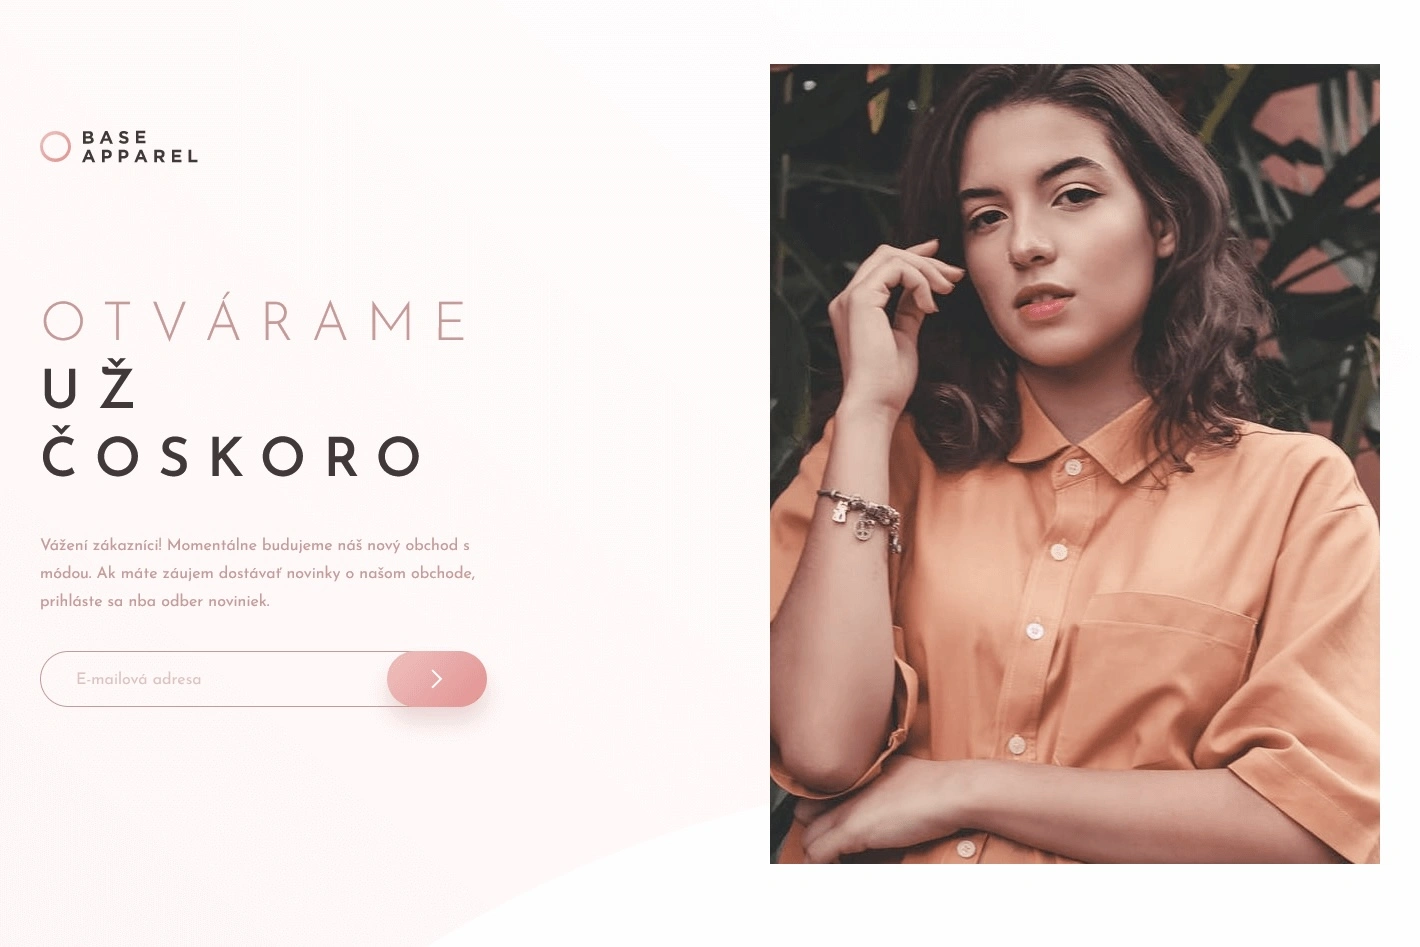 BASE
APPAREL
OTVÁRAME
UŽ
ČOSKORO
Vážení zákazníci! Momentálne budujeme náš nový obchod s
módou. Ak máte záujem dostávať novinky o našom obchode,
prihláste sa nba odber noviniek.
E-mailová adresa